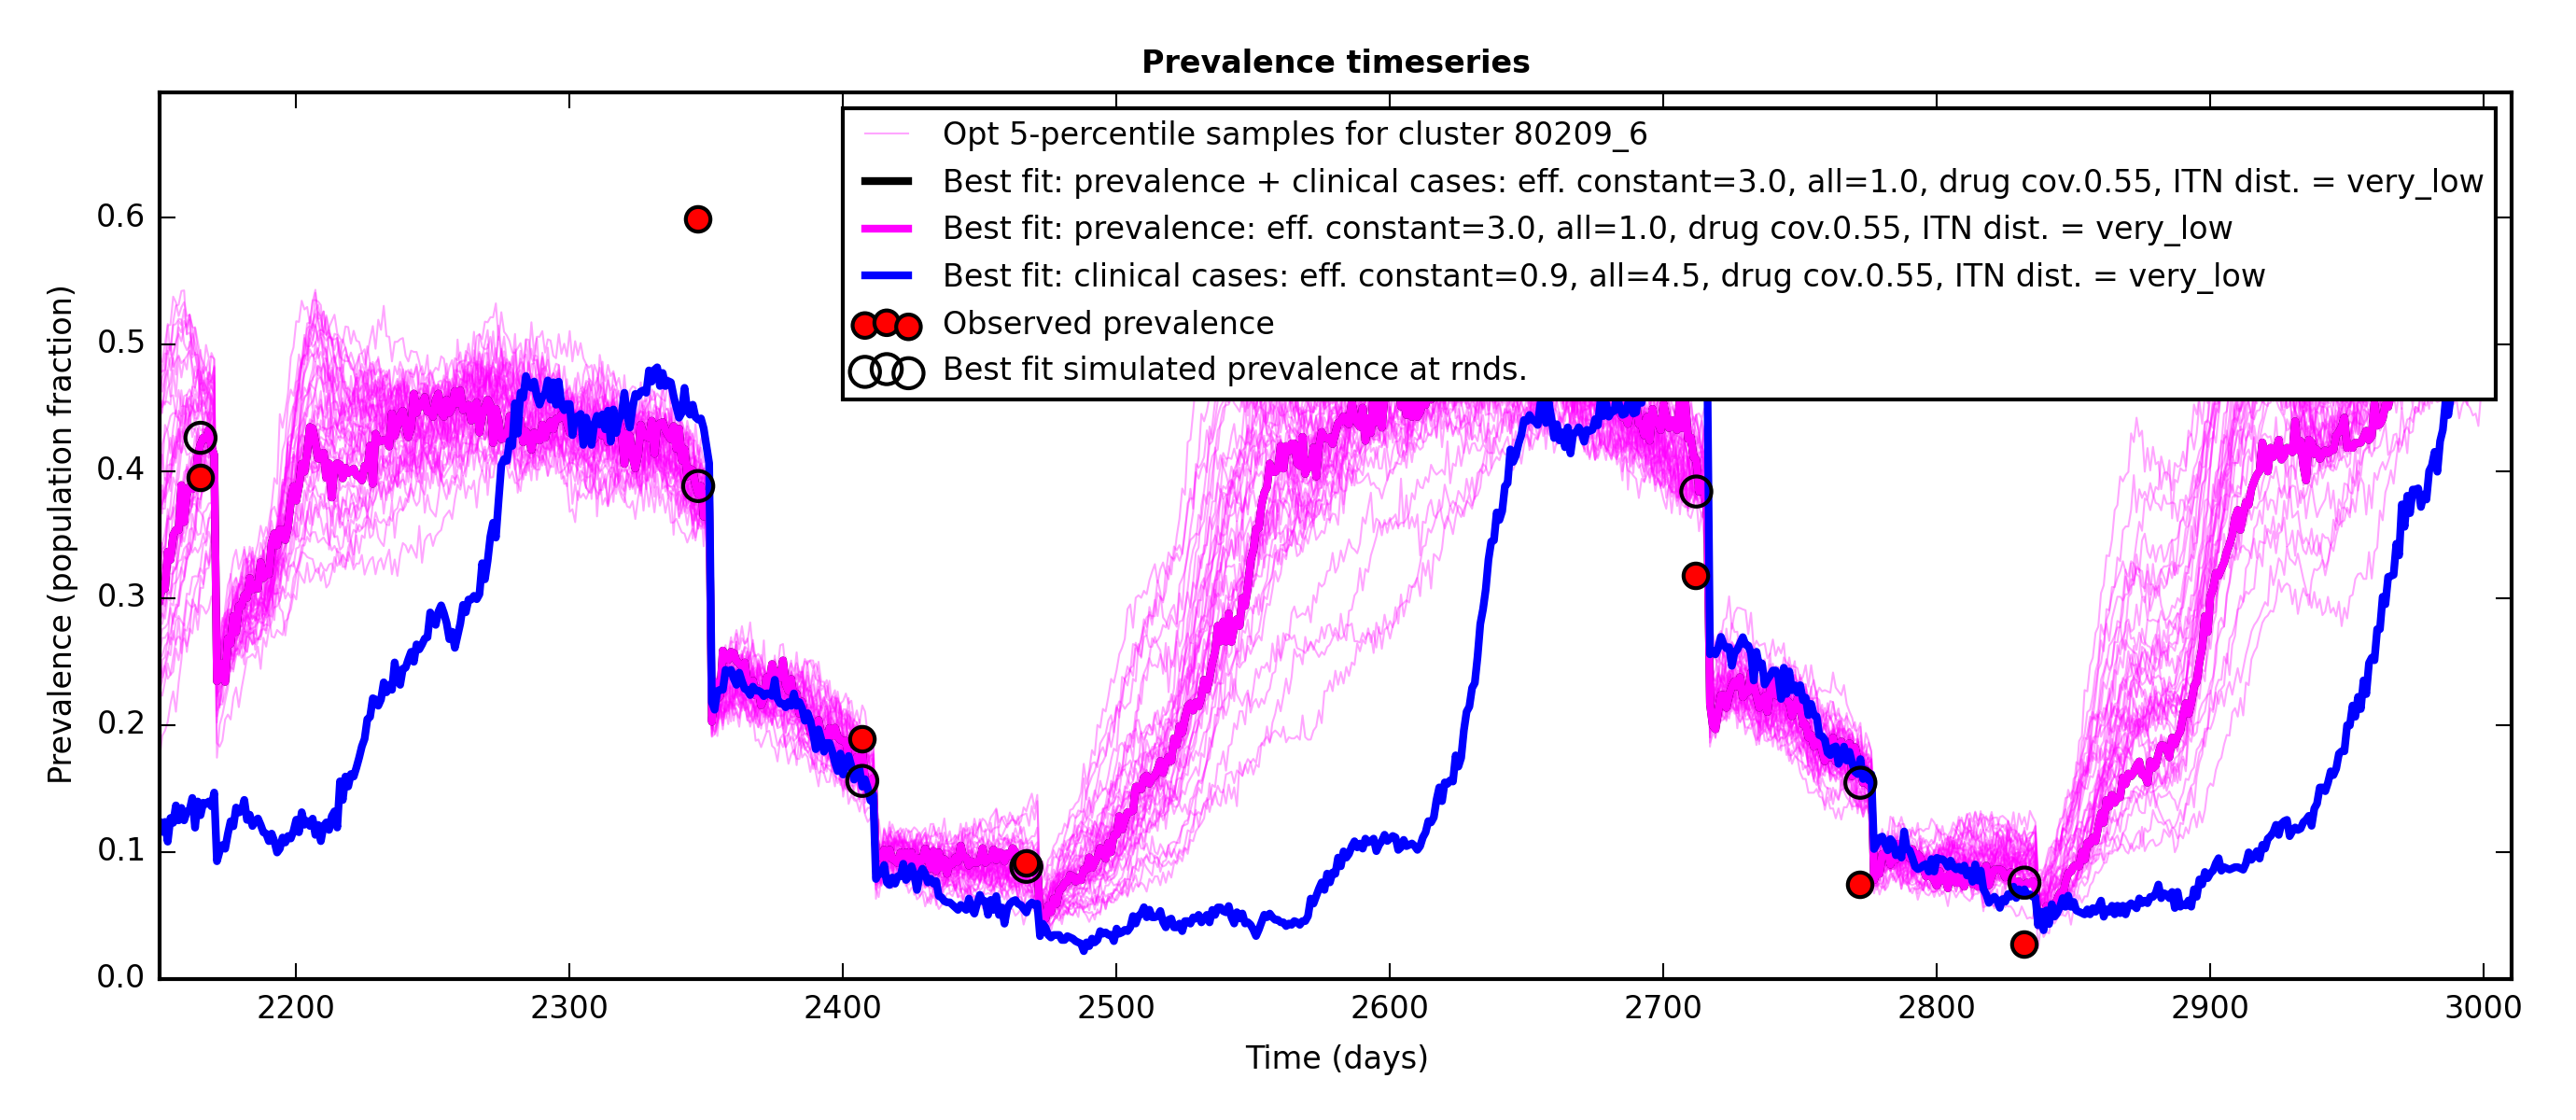 Prevalence timeseries
Opt 5-percentile samples for cluster 80209_6
Best fit: prevalence + clinical cases: eff. constant=3.0, all=1.0, drug cov.0.55, ITN dist. = very_low
Best fit: prevalence: eff. constant=3.0, all=1.0, drug cov.0.55, ITN dist. = very_low
Best fit: clinical cases: eff. constant=0.9, all=4.5, drug cov.0.55, ITN dist. = very_low
Observed prevalence
Best fit simulated prevalence at rnds.
Prevalence (population fraction)
0.6
0.5
0.4
0.3
0.2
0.1
0.0
2200 2300 2400 2500 2600 2700 2800 2900 3000
Time (days)